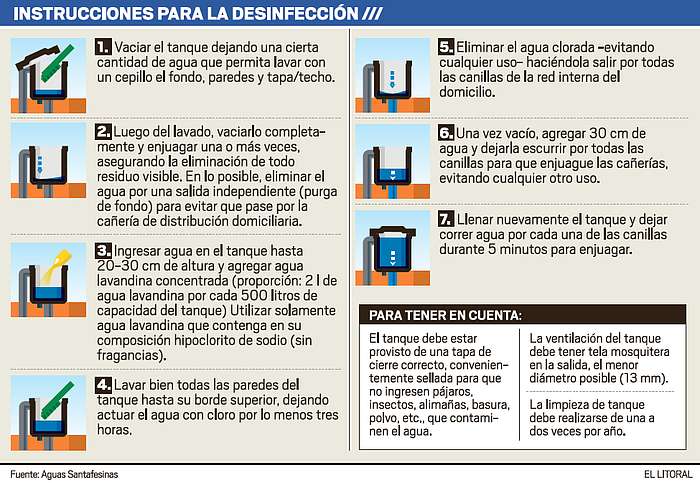 INSTRUCCIONES PARA LA DESINFECCIÓN ///
1. Vaciar el tanque dejando una cierta
cantidad de agua que permita lavar con
un cepillo el fondo, paredes y tapa/techo.
2. Luego del lavado, vaciarlo completa-
mente y enjuagar una o más veces,
asegurando la eliminación de todo
residuo visible. En lo posible, eliminar el
agua por una salida independiente (purga
de fondo) para evitar que pase por la
cañería de distribución domiciliaria.
3. Ingresar agua en el tanque hasta
20-30 cm de altura y agregar agua
lavandina concentrada (proporción: 2 l de
agua lavandina por cada 500 litros de
capacidad del tanque) Utilizar solamente
agua lavandina que contenga en su
composición hipoclorito de sodio (sin
fragancias).
4. Lavar bien todas las paredes del
tanque hasta su borde superior, dejando
actuar el agua con cloro por lo menos tres
horas.
5. Eliminar el agua clorada -evitando
cualquier uso- haciéndola salir por todas
las canillas de la red interna del
domicilio.
6. Una vez vacío, agregar 30 cm de
agua y dejarla escurrir por todas las
canillas para que enjuague las cañerías,
evitando cualquier otro uso.
7. Llenar nuevamente el tanque y dejar
correr agua por cada una de las canillas
durante 5 minutos para enjuagar.
PARA TENER EN CUENTA:
El tanque debe estar
provisto de una tapa de
cierre correcto, convenien-
temente sellada para que
no ingresen pájaros,
insectos, alimañas, basura,
polvo, etc., que contami-
nen el agua.
La ventilación del tanque
debe tener tela mosquitera
en la salida, el menor
diámetro posible (13 mm).
La limpieza de tanque
debe realizarse de una a
dos veces por año.
Fuente: Aguas Santafesinas
EL LITORAL